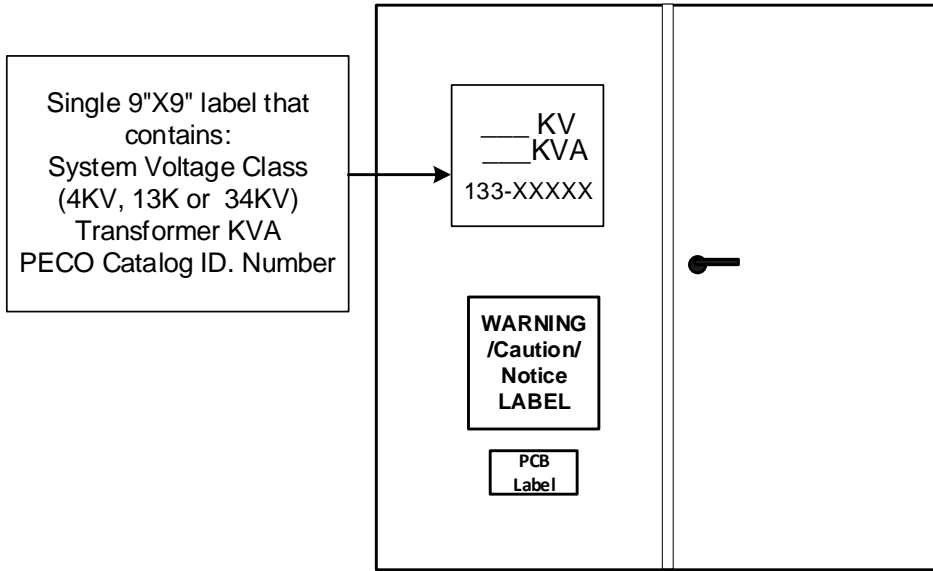 Single 9"X9" label that
contains:
System Voltage Class
(4KV, 13K or 34KV)
Transformer KVA
PECO Catalog ID. Number
___ KV
___KVA
133-XXXXX
WARNING
/Caution/
Notice
LABEL
PCB
Label